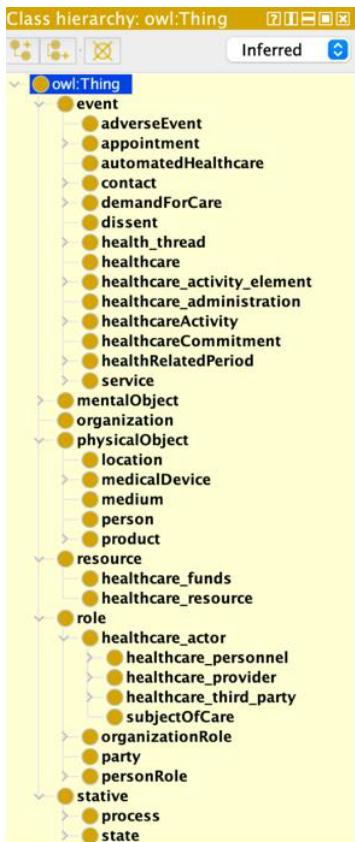 Class hierarchy: owl:Thing
Inferred
owl:Thing
event
adverseEvent
appointment
automatedHealthcare
contact
demandForCare
dissent
health_thread
healthcare
healthcare_activity_element
healthcare_administration
healthcareActivity
healthcareCommitment
healthRelatedPeriod
service
mentalObject
organization
physicalObject
location
medicalDevice
medium
person
product
resource
healthcare_funds
healthcare_resource
role
healthcare_actor
healthcare_personnel
healthcare_provider
healthcare_third_party
subjectOfCare
organizationRole
party
personRole
stative
process
state